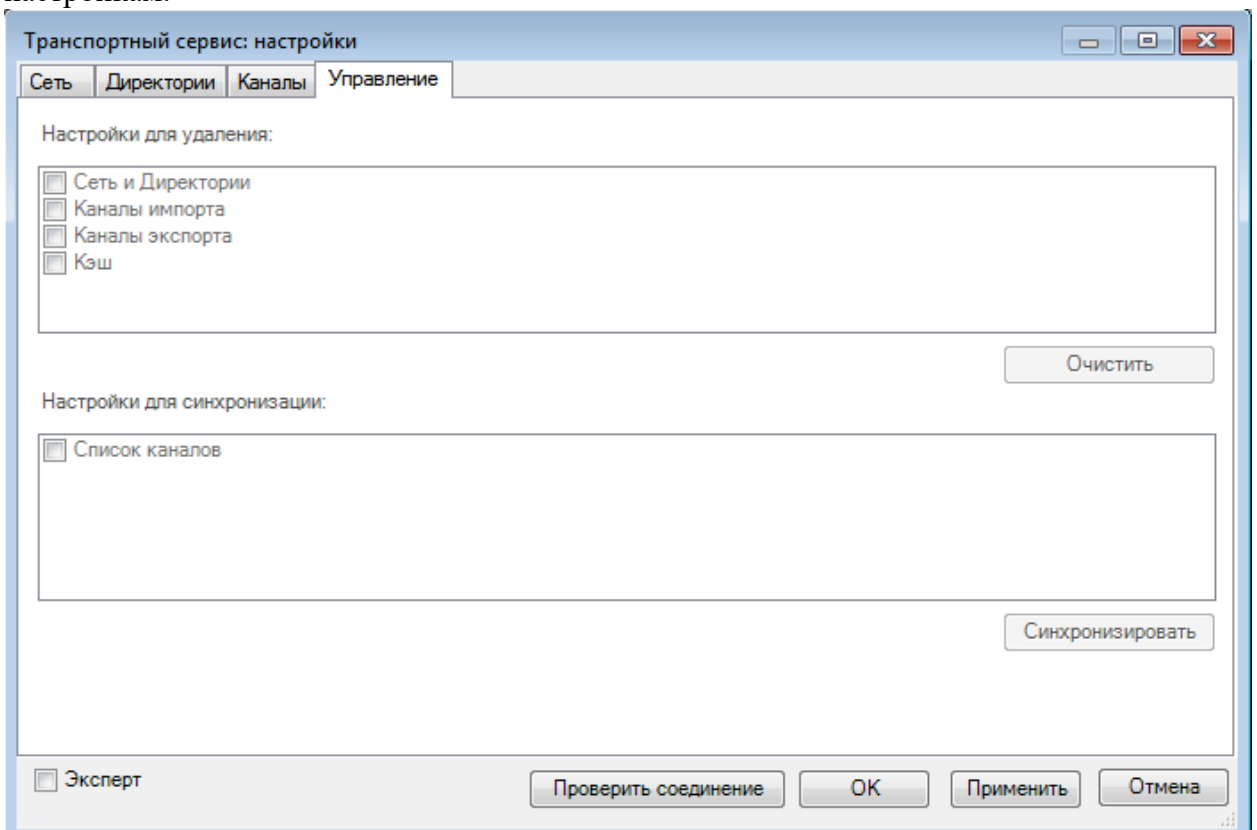 Транспортный сервис: настройки
Сеть Директории Каналы Управление
Настройки для удаления:
Сеть и Директории
Каналы импорта
Каналы экспорта
Кэш
Очистить
Настройки для синхронизации:
Список каналов
Синхронизировать
Эксперт Проверить соединение OK Применить Отмена